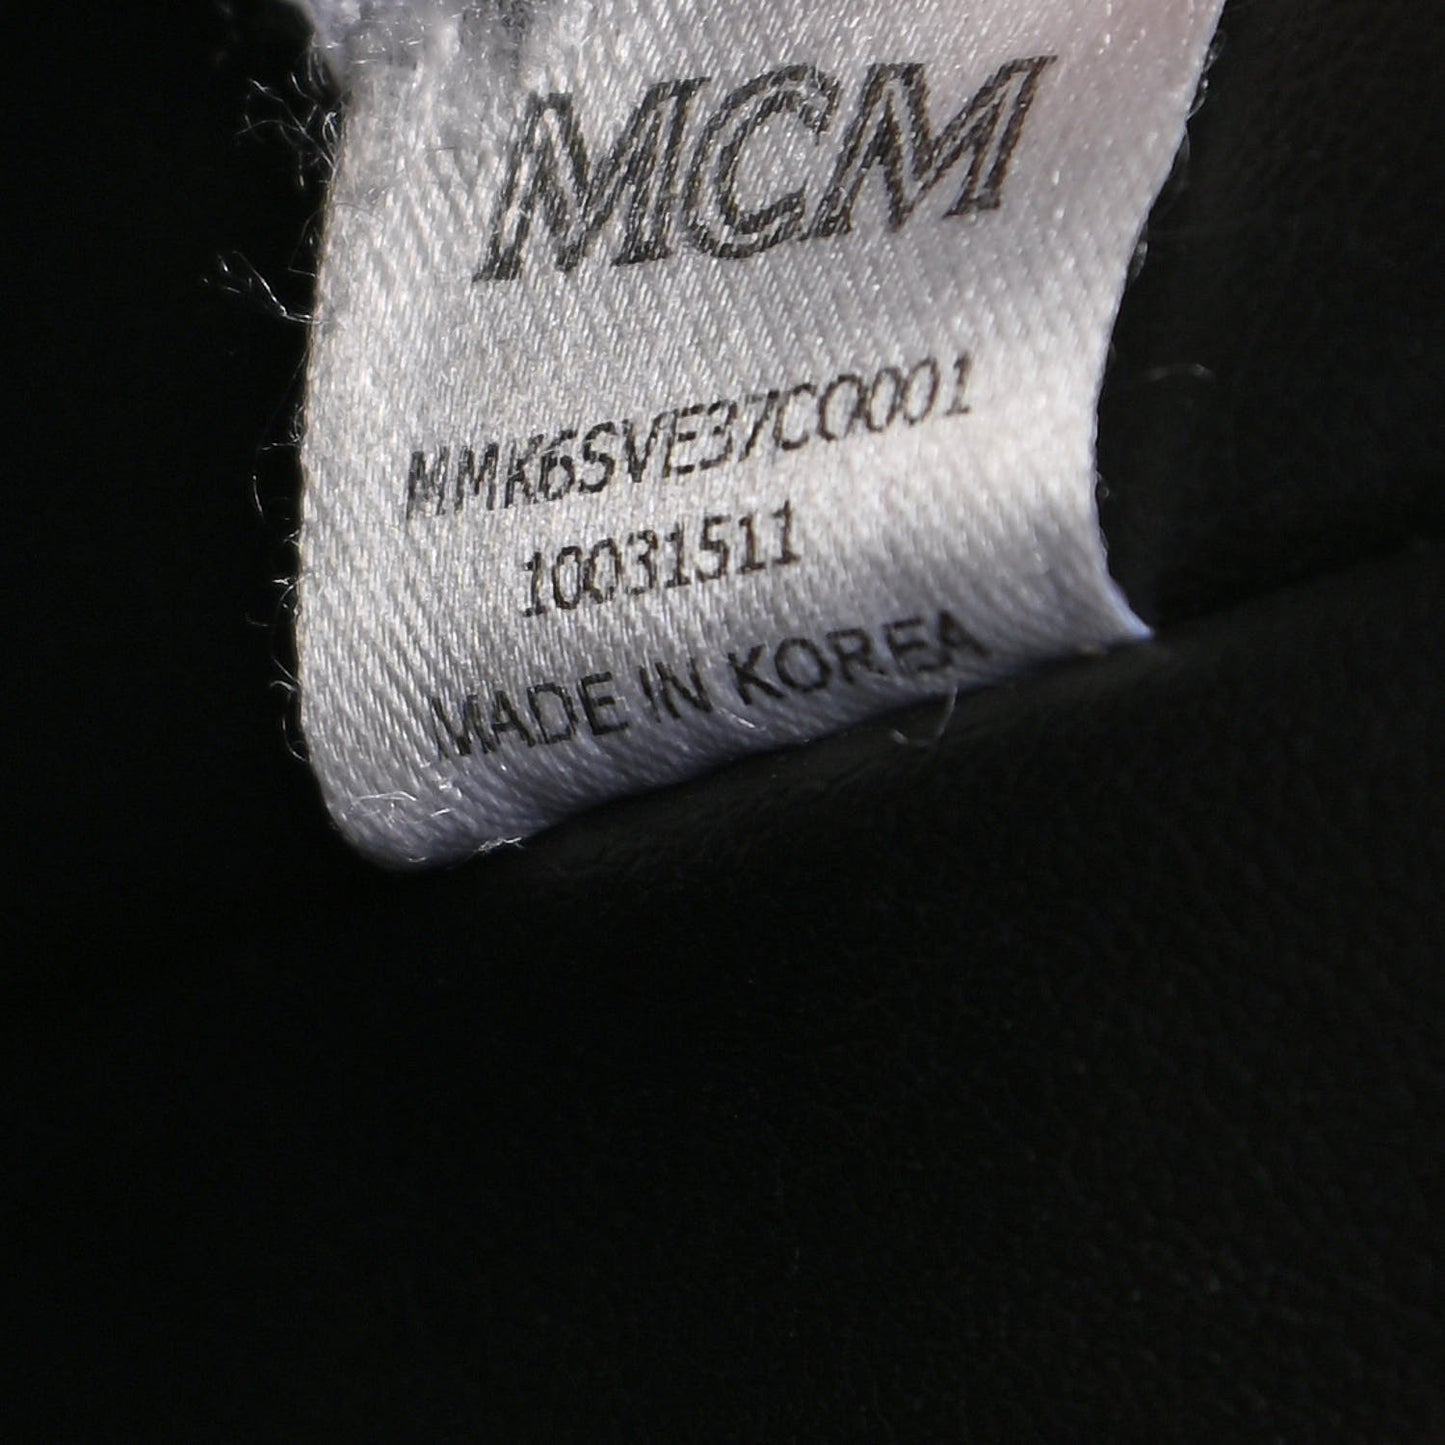 MCM
MMK6SVE37CO001
10031511
MADE IN KOREA